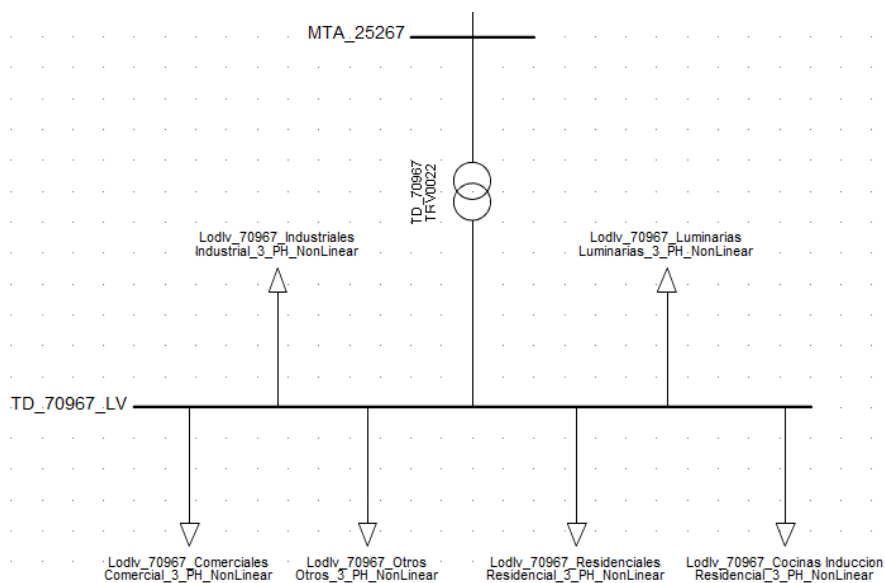 MTA_25267
TD_70967
TRV0022
Lodlv_70967_Industriales
Industrial_3_PH_NonLinear
Lodlv_70967_Luminarias
Luminarias_3_PH_NonLinear
TD_70967_LV
Lodlv_70967_Comerciales
Comercial_3_PH_NonLinear
Lodlv_70967_Otros
Otros_3_PH_NonLinear
Lodlv_70967_Residenciales
Residencial_3_PH_NonLinear
Lodlv_70967_Cocinas Induccion
Residencial_3_PH_NonLinear